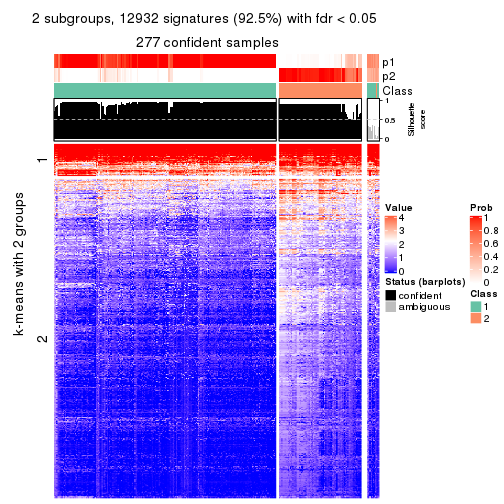 2 subgroups, 12932 signatures (92.5%) with fdr < 0.05
277 confident samples
p1
p2
Class
1
0.5
0
Silhouette
score
k-means with 2 groups
1
2
Value
4
3
2
1
0
Prob
1
0.8
0.6
0.4
0.2
0
Status (barplots)
confident
ambiguous
Class
1
2